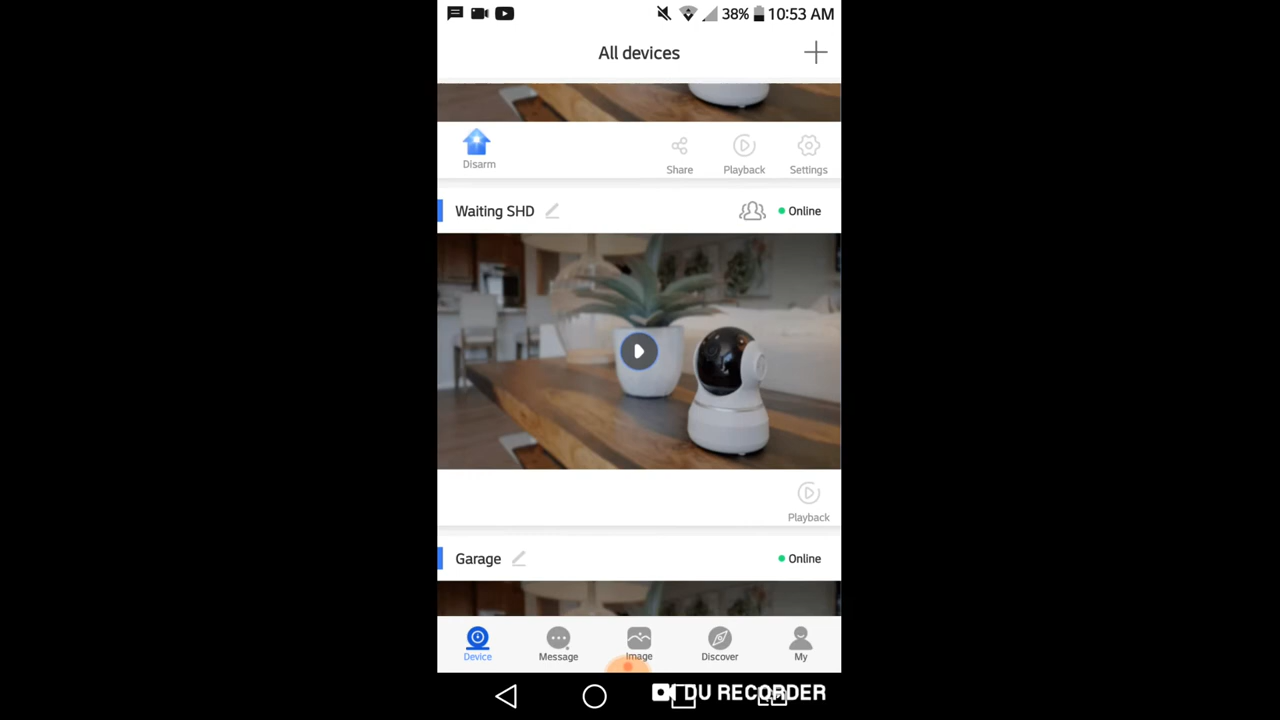 38% 10:53 AM
All devices
Disarm
Share Playback Settings
Waiting SHD Online
Playback
Garage Online
Device Message Image Discover My
DU RECORDER